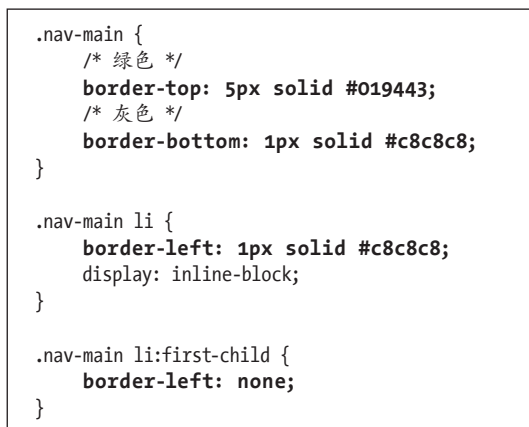 .nav-main {
    /* 绿色 */
    border-top: 5px solid #019443;
    /* 灰色 */
    border-bottom: 1px solid #c8c8c8;
}

.nav-main li {
    border-left: 1px solid #c8c8c8;
    display: inline-block;
}

.nav-main li:first-child {
    border-left: none;
}